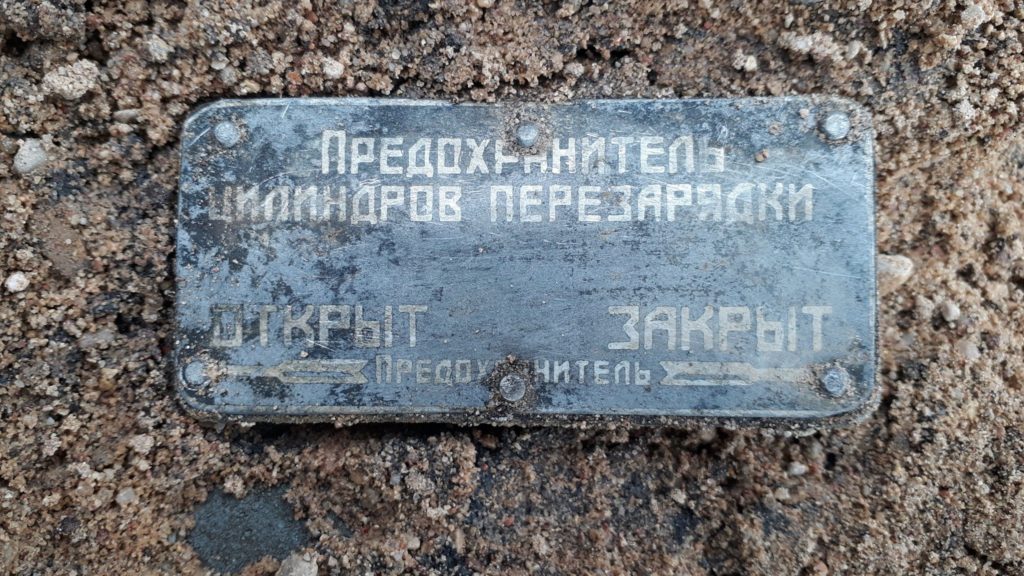 Предохранитель
цилиндров перезарядки
ОТКРЫТ ЗАКРЫТ
Предохранитель